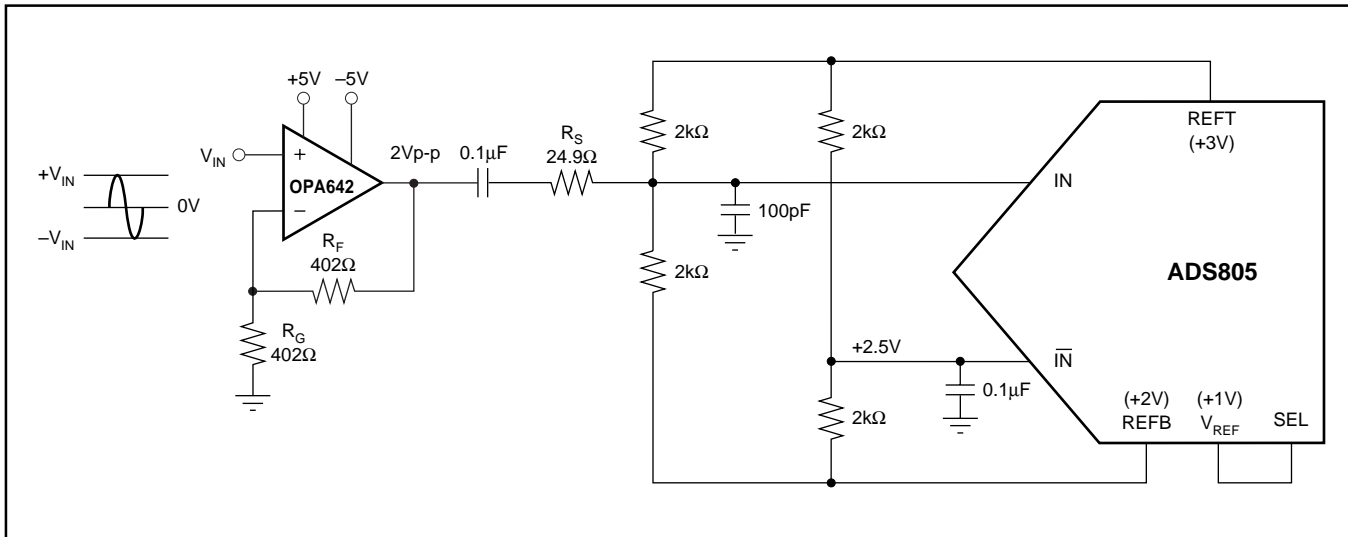 +5V
–5V
V_IN
+
OPA642
–
2Vp-p
0.1µF
R_S
24.9Ω
+V_IN
0V
–V_IN
R_F
402Ω
R_G
402Ω
2kΩ
2kΩ
2kΩ
100pF
+2.5V
0.1µF
2kΩ
REFT
(+3V)
IN
ADS805
I̅N̅
(+2V)
REFB
(+1V)
V_REF
SEL